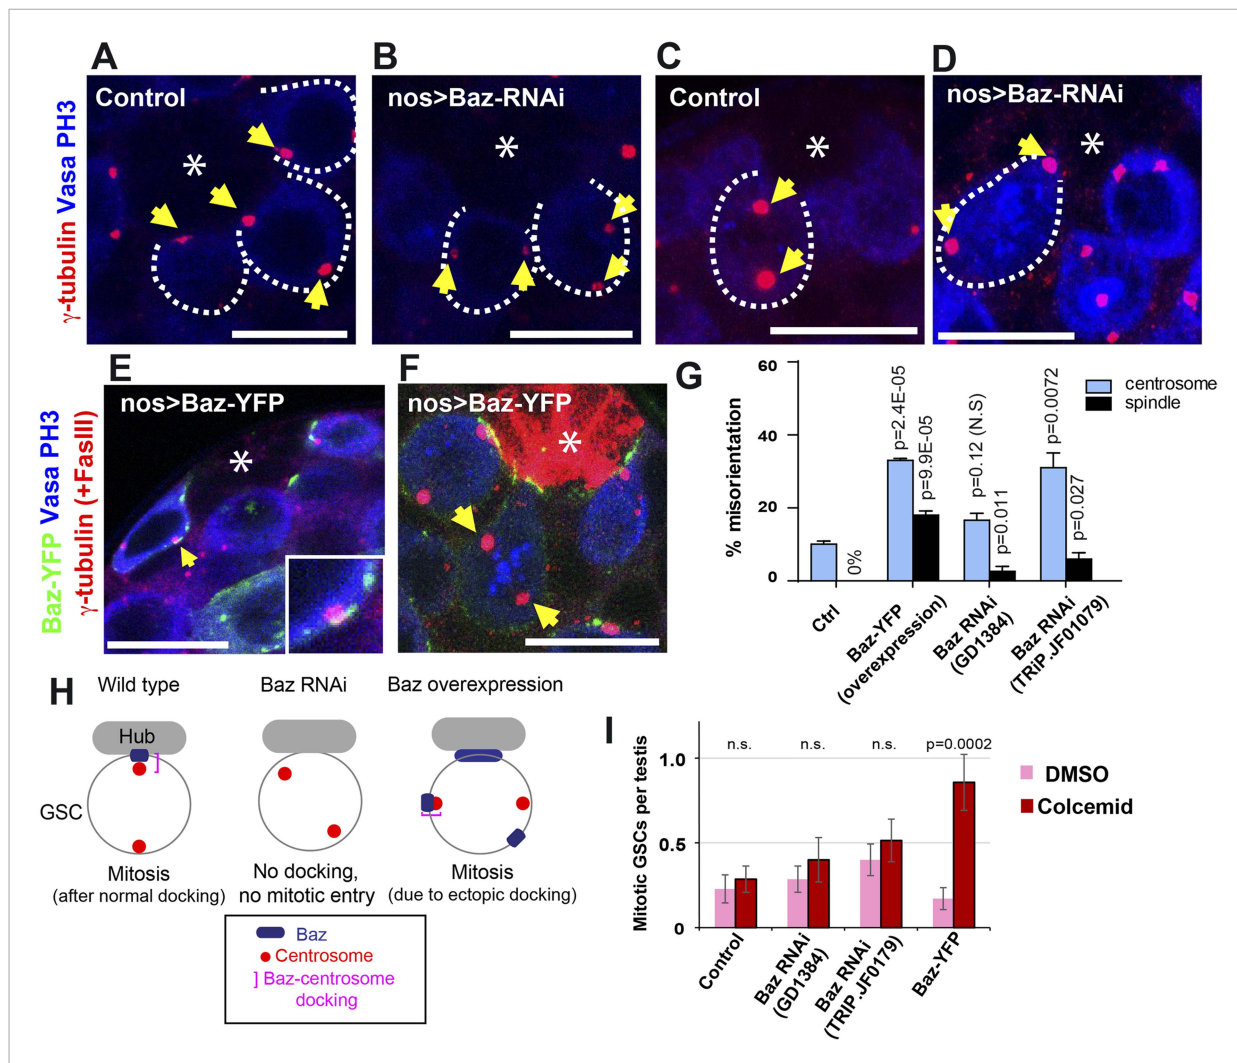 A
B
C
D
Control
nos>Baz-RNAi
Control
nos>Baz-RNAi
γ-tubulin Vasa PH3
*
*
*
*
E
F
G
nos>Baz-YFP
nos>Baz-YFP
Baz-YFP Vasa PH3
γ-tubulin (+FasIII)
*
*
% misorientation
60
40
20
0
0%
p=2.4E-05
p=9.9E-05
p=0.12 (N.S)
p=0.011
p=0.0072
p=0.027
centrosome
spindle
Ctrl
Baz-YFP
(overexpression)
Baz RNAi
(GD1384)
Baz RNAi
(TRiP.JF01079)
H
Wild type
Baz RNAi
Baz overexpression
Hub
]
GSC
Mitosis
(after normal docking)
No docking,
no mitotic entry
Mitosis
(due to ectopic docking)
Baz
Centrosome
] Baz-centrosome
docking
I
Mitotic GSCs per testis
1.0
0.5
0
n.s.
n.s.
n.s.
p=0.0002
DMSO
Colcemid
Control
Baz RNAi
(GD1384)
Baz RNAi
(TRiP.JF0179)
Baz-YFP